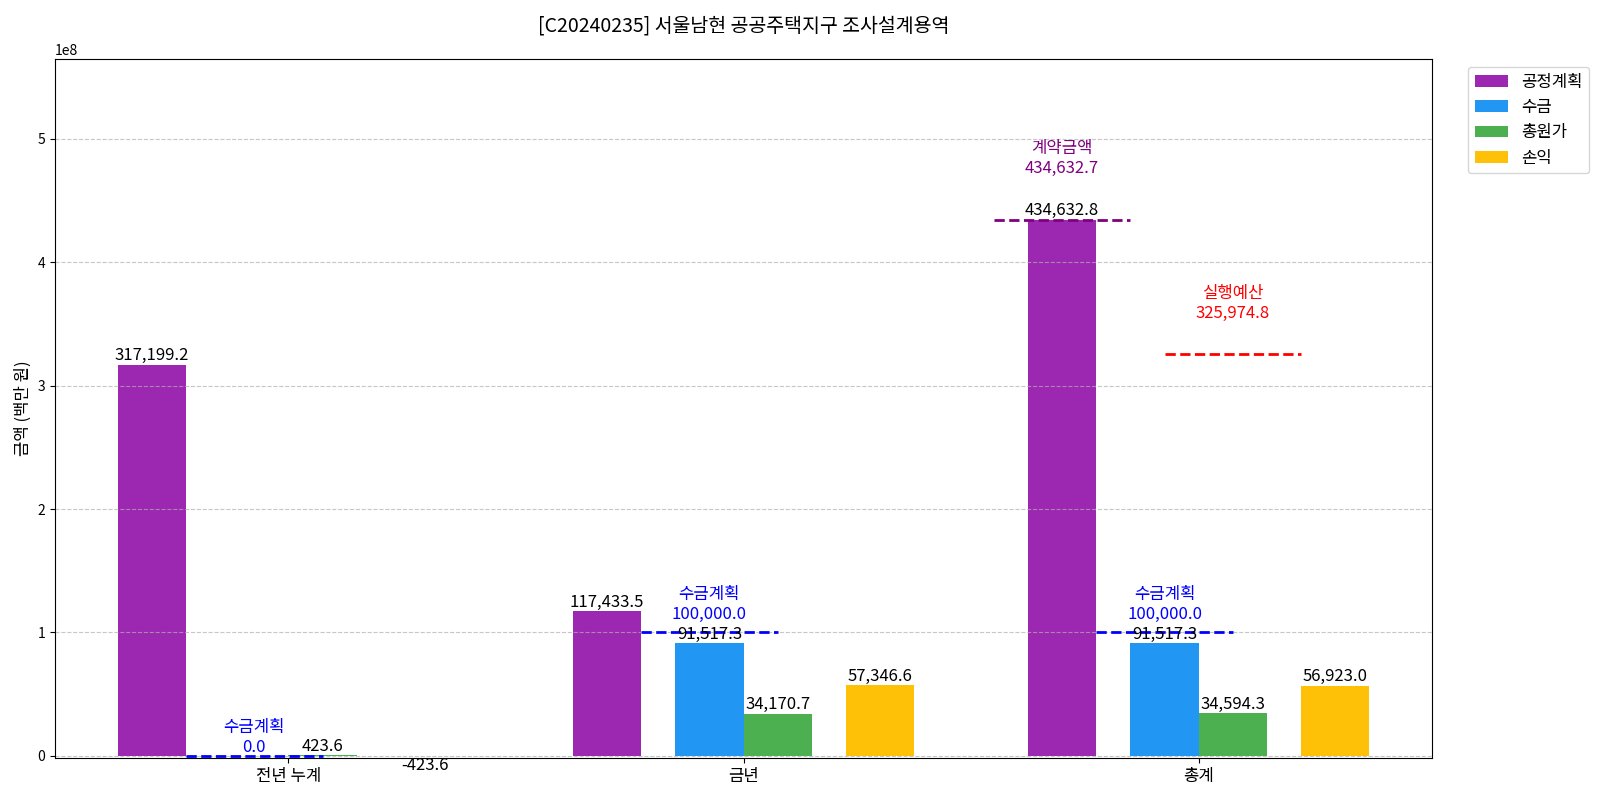 [C20240235] 서울남현 공공주택지구 조사설계용역
1e8
공정계획
수금
총원가
손익
금액 (백만 원)
5
4
3
2
1
0
317,199.2
수금계획
0.0
423.6
-423.6
117,433.5
수금계획
100,000.0
91,517.3
34,170.7
57,346.6
계약금액
434,632.7
434,632.8
실행예산
325,974.8
수금계획
100,000.0
91,517.3
34,594.3
56,923.0
전년 누계
금년
총계